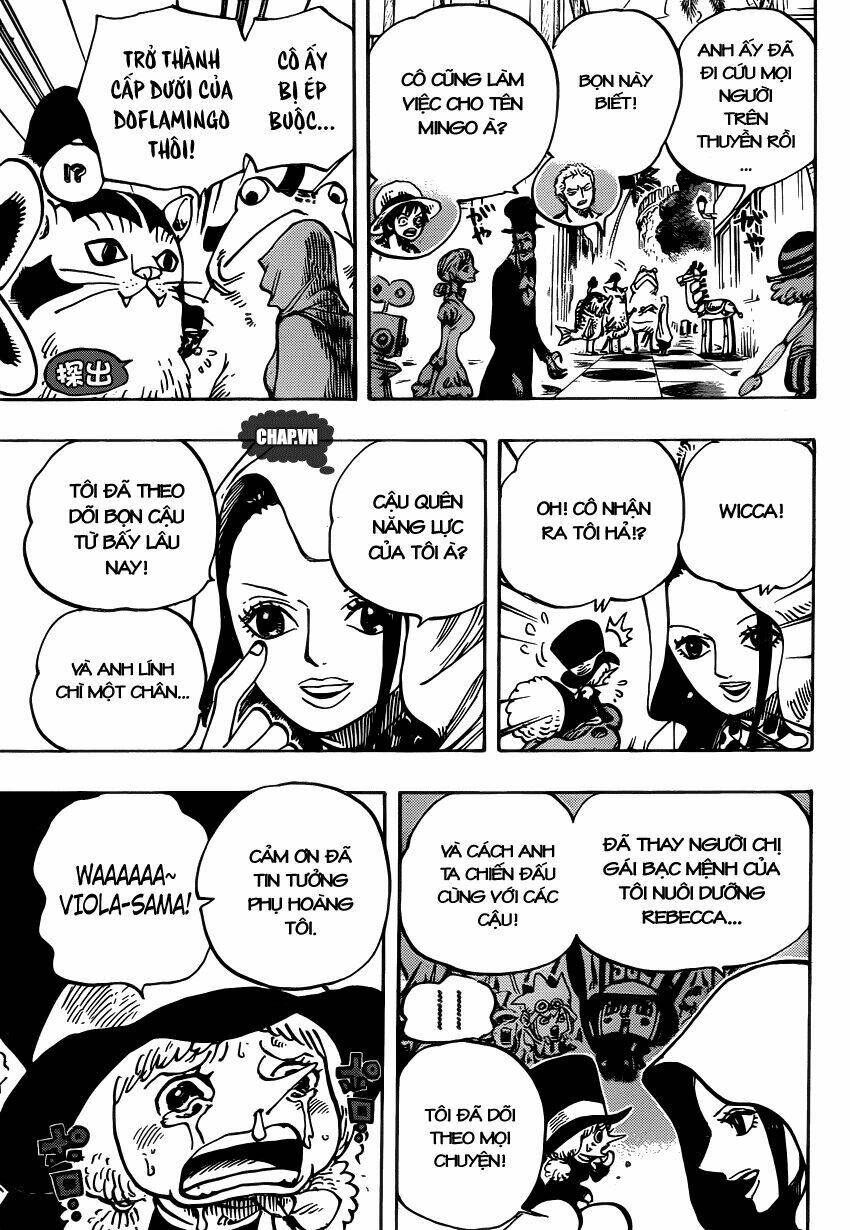 ANH ẤY ĐÃ
ĐI CỨU MỌI
NGƯỜI
TRÊN
THUYỀN RỒI
...
BỌN NÀY
BIẾT!
CÔ CŨNG LÀM
VIỆC CHO TÊN
MINGO À?
CÔ ẤY
BỊ ÉP
BUỘC...
TRỞ THÀNH
CẤP DƯỚI CỦA
DOFLAMINGO
THÔI!
!?
探出
WICCA!
OH! CÔ NHẬN
RA TÔI HẢ!?
CHAP.VN
CẬU QUÊN
NĂNG LỰC
CỦA TÔI À?
TÔI ĐÃ THEO
DÕI BỌN CẬU
TỪ BẤY LÂU
NAY!
VÀ ANH LÍNH
CHỈ MỘT CHÂN...
ĐÃ THAY NGƯỜI CHỊ
GÁI BẠC MỆNH CỦA
TÔI NUÔI DƯỠNG
REBECCA...
VÀ CÁCH ANH
TA CHIẾN ĐẤU
CÙNG VỚI CÁC
CẬU!
TÔI ĐÃ DÕI
THEO MỌI
CHUYỆN!
CẢM ƠN ĐÃ
TIN TƯỞNG
PHỤ HOÀNG
TÔI.
WAAAAAA~
VIOLA-SAMA!